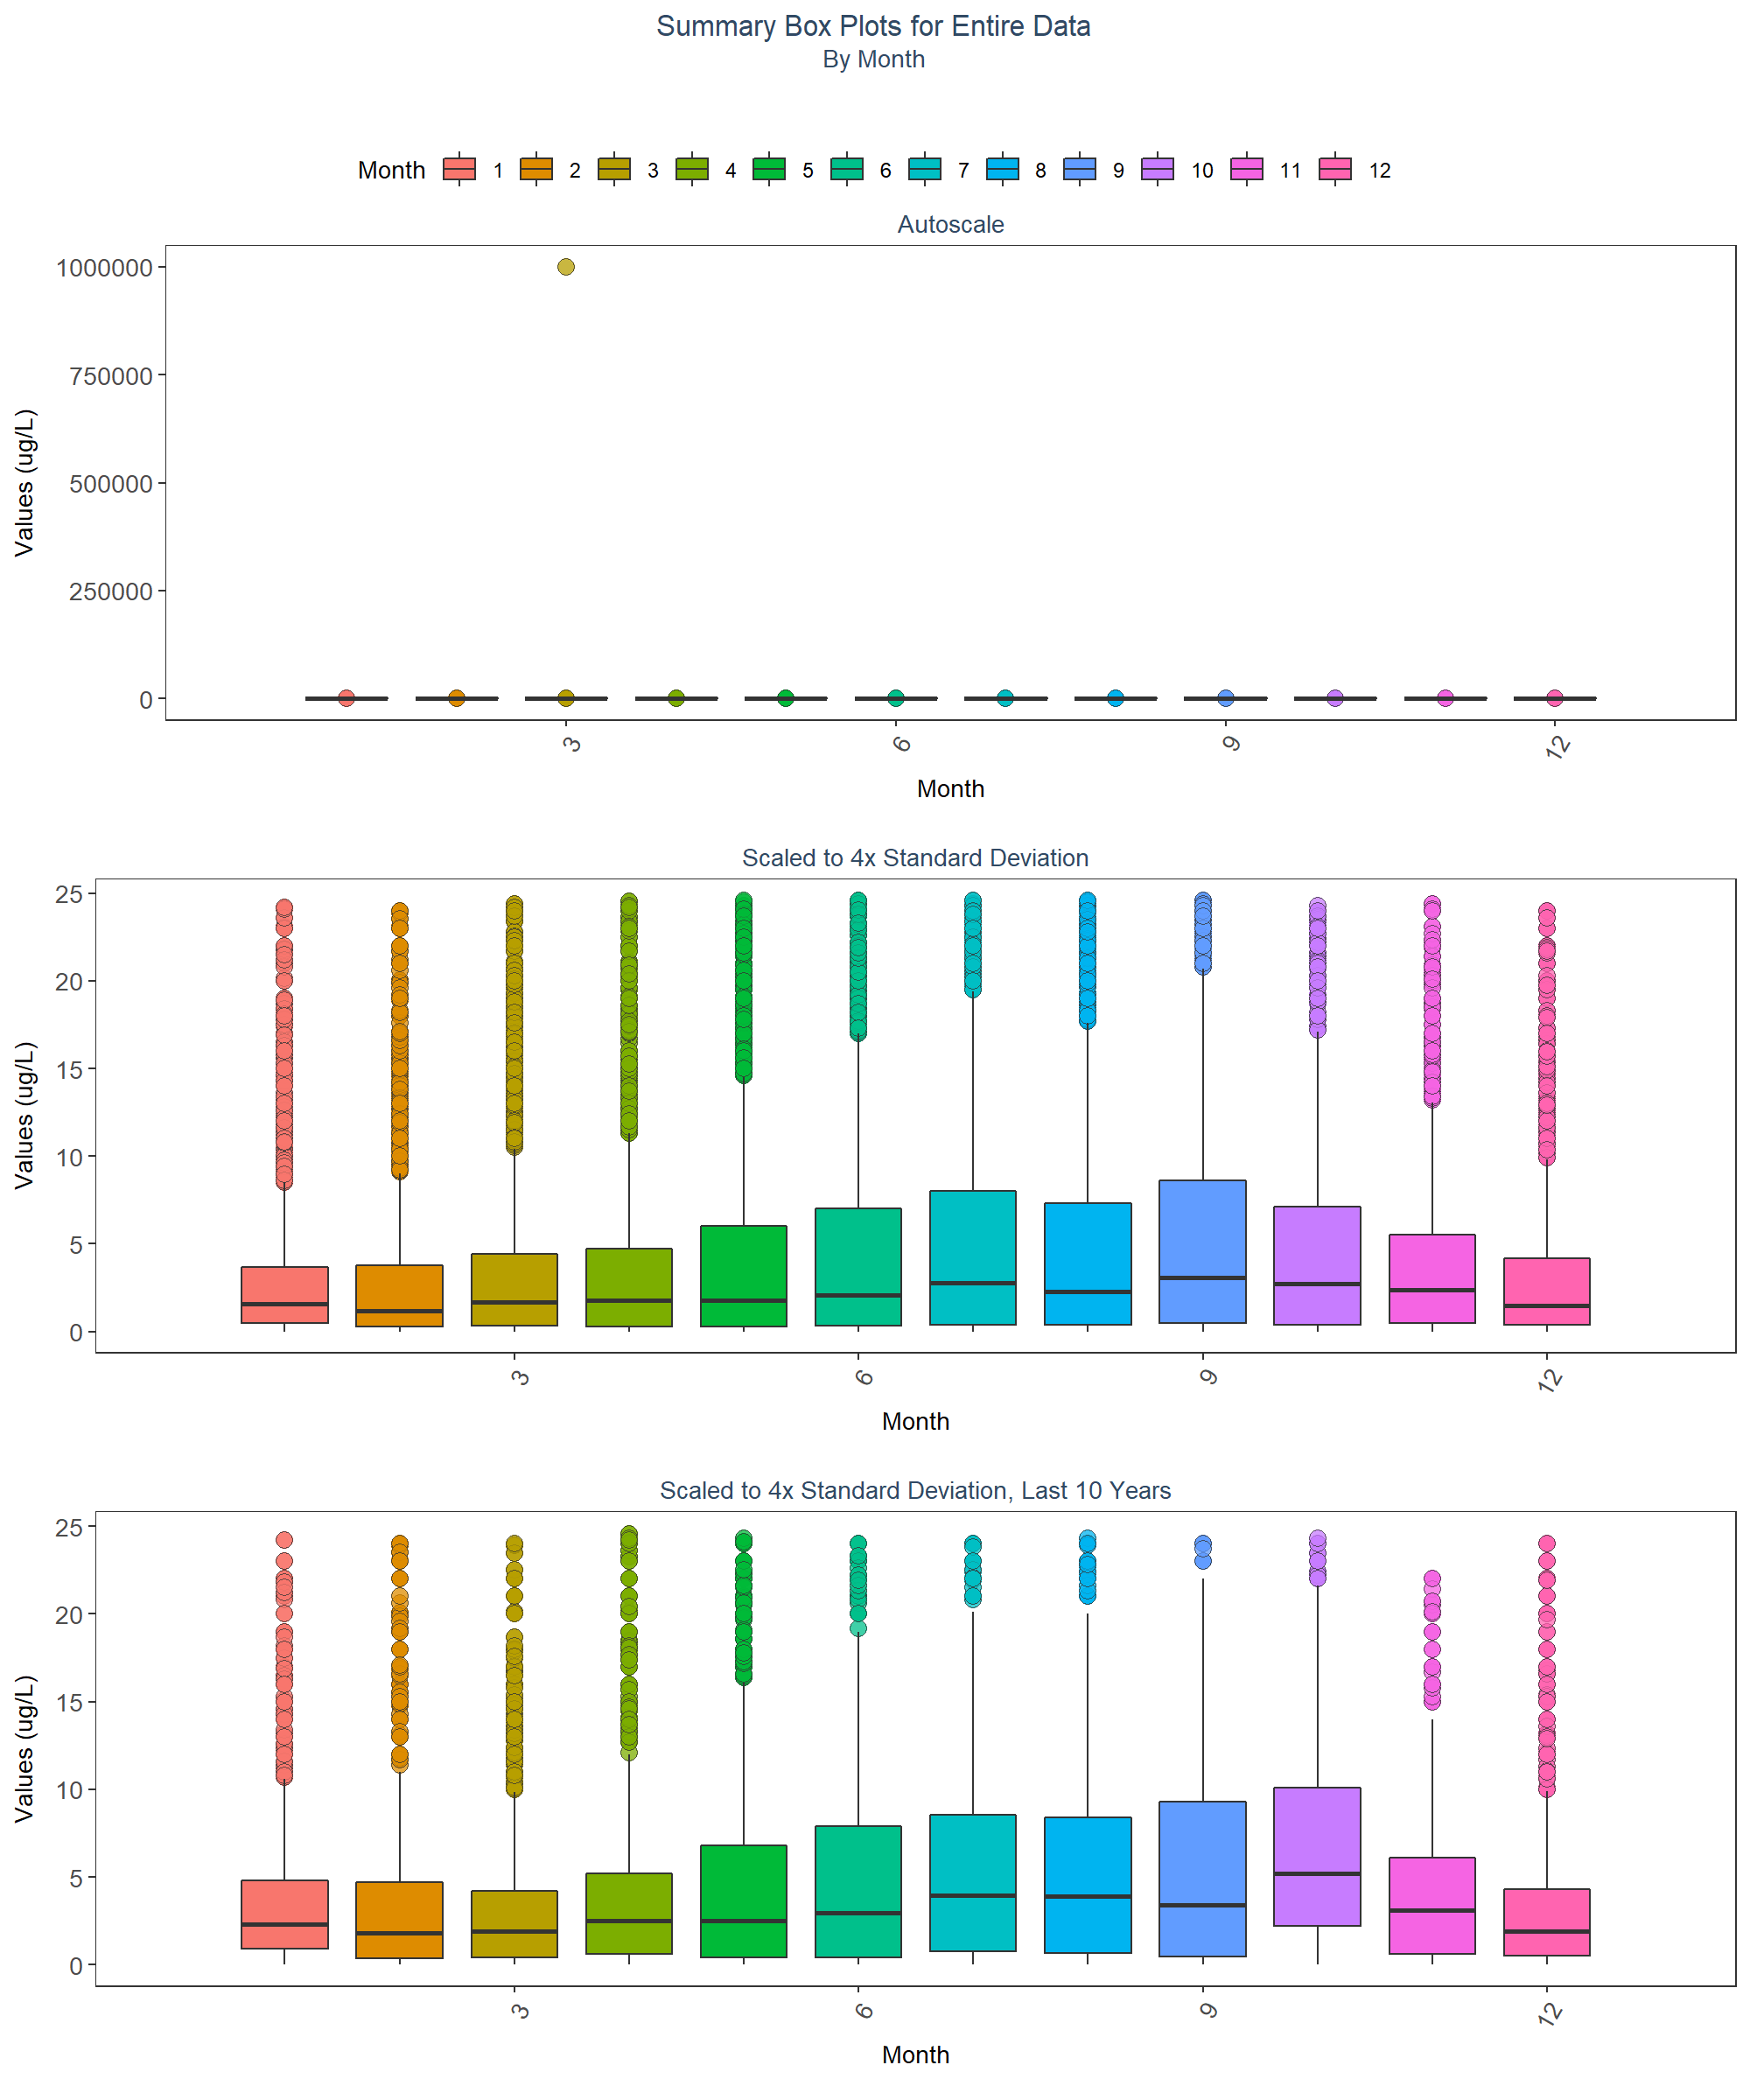 Summary Box Plots for Entire Data
By Month
Month 1 2 3 4 5 6 7 8 9 10 11 12
Autoscale
1000000
750000
500000
250000
0
Values (ug/L)
3 6 9 12
Month
Scaled to 4x Standard Deviation
25
20
15
10
5
0
Values (ug/L)
3 6 9 12
Month
Scaled to 4x Standard Deviation, Last 10 Years
25
20
15
10
5
0
Values (ug/L)
3 6 9 12
Month